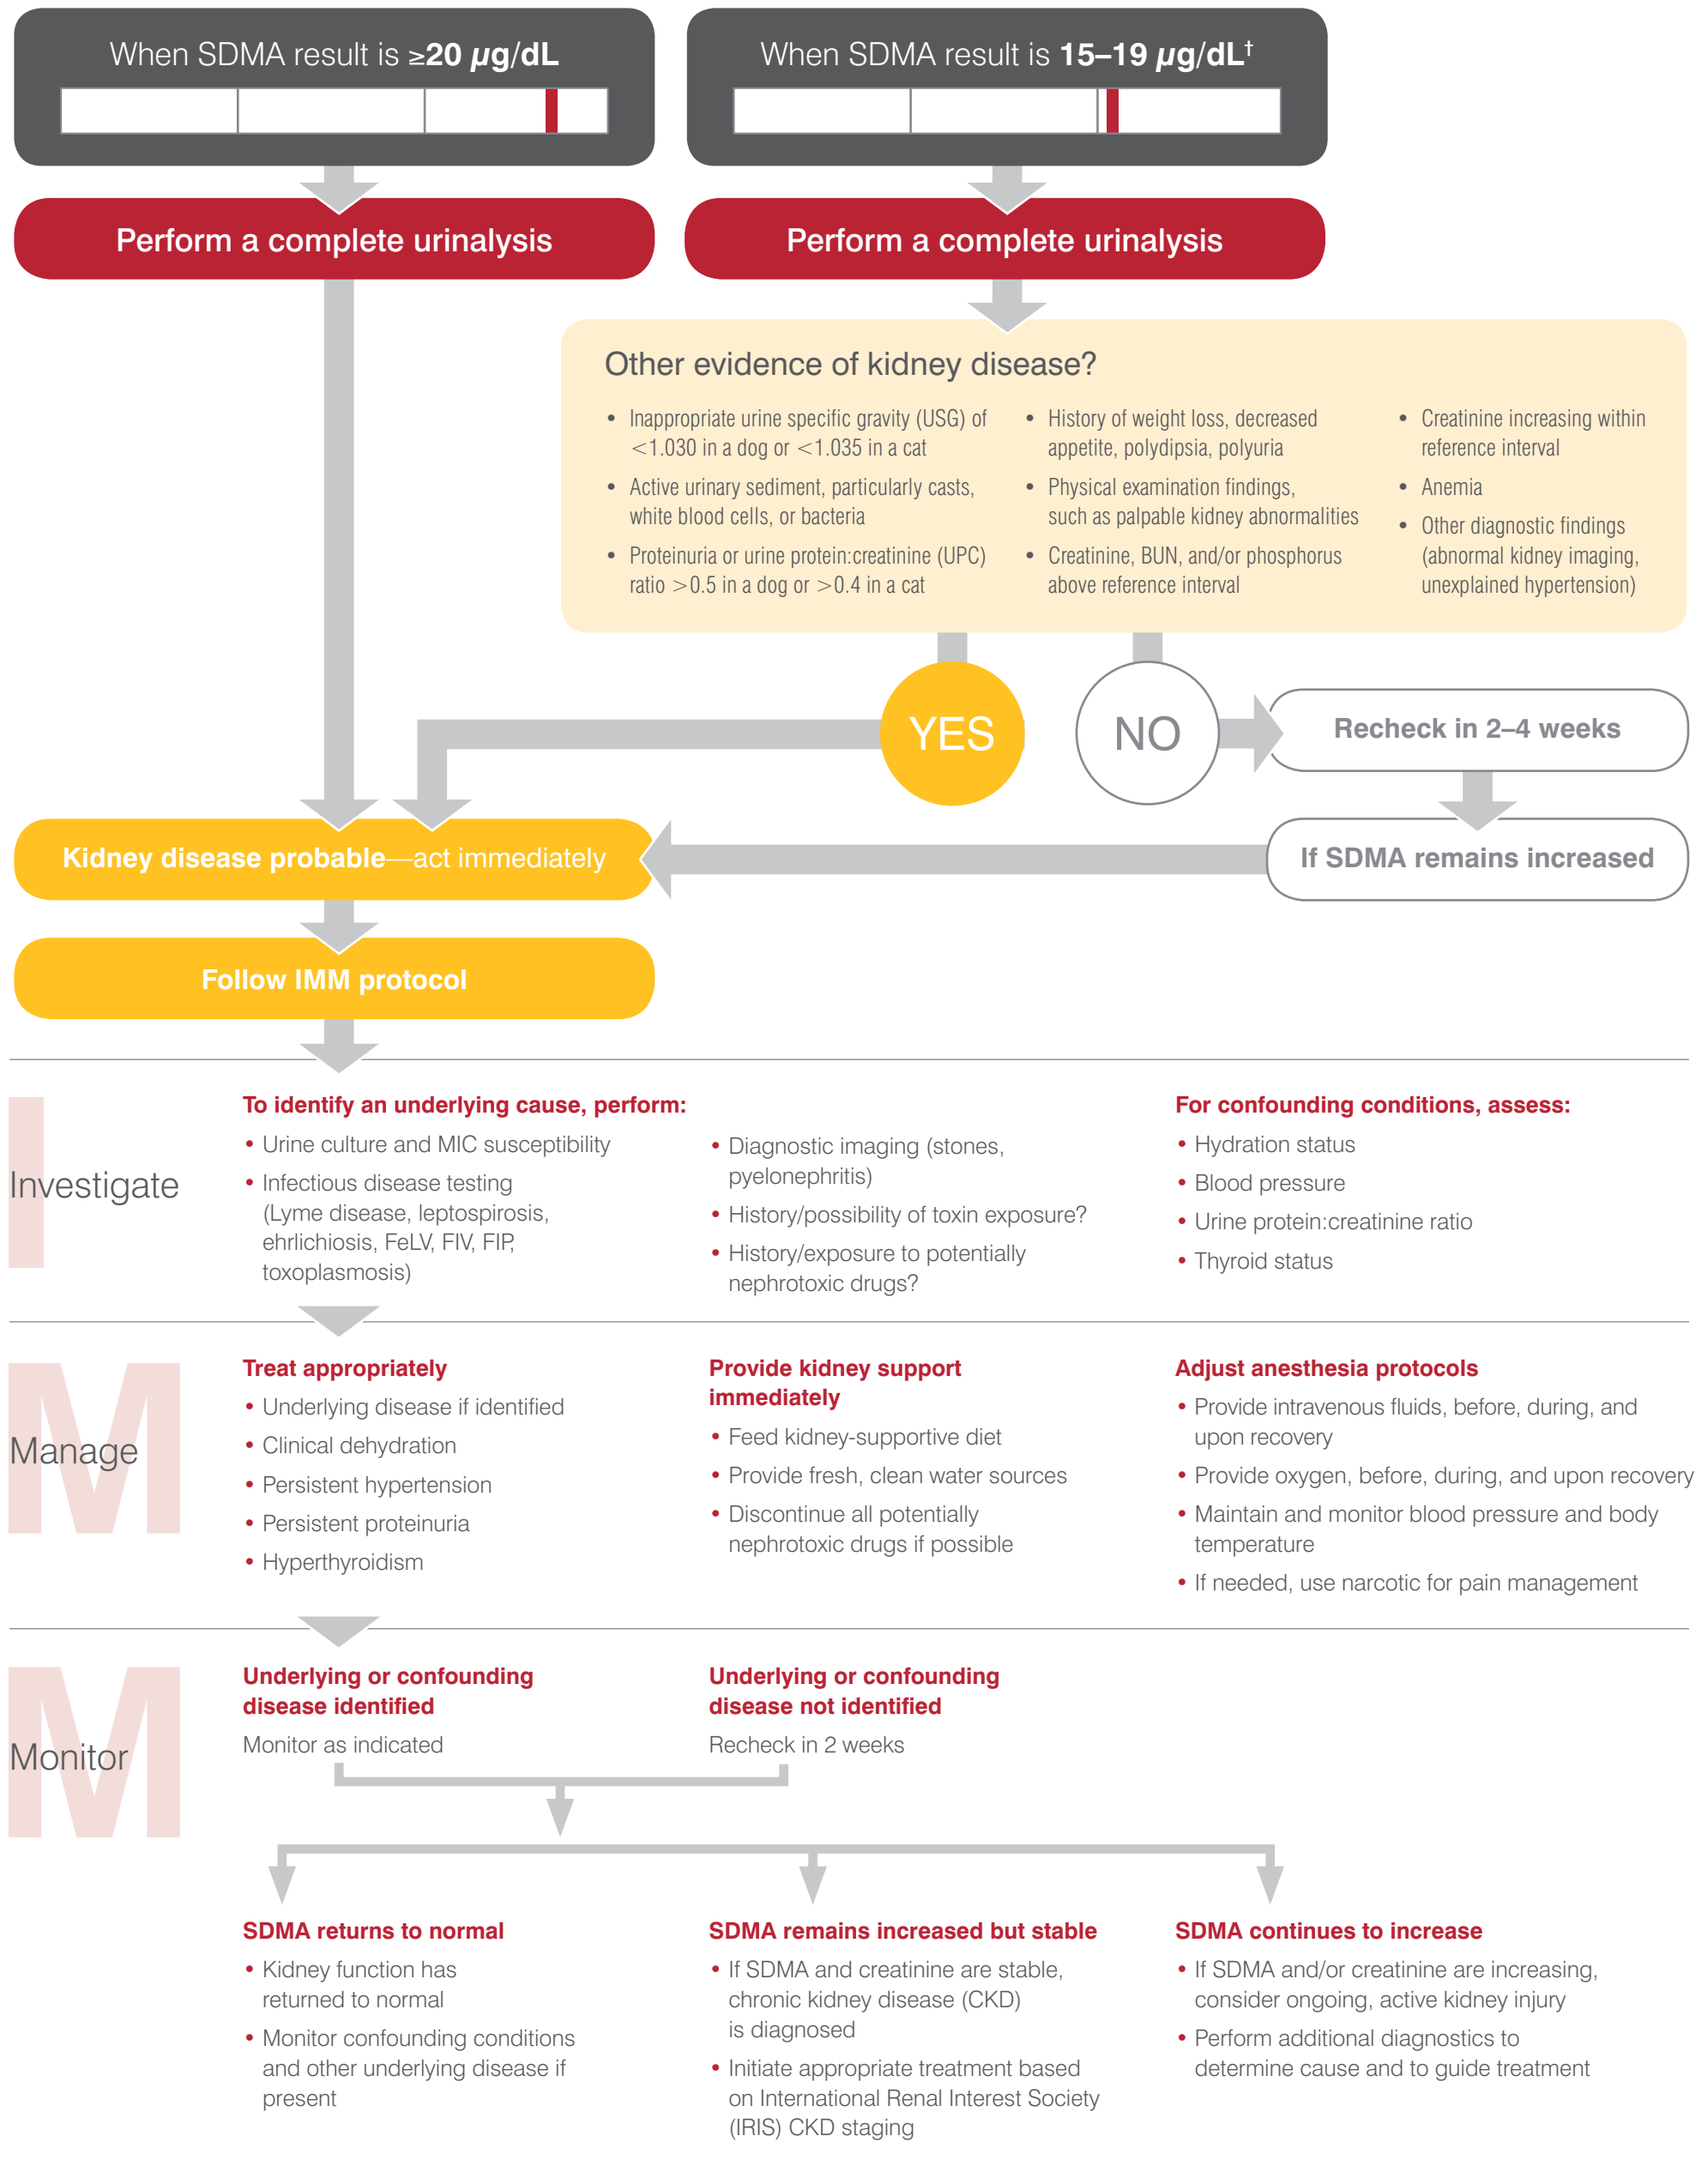 When SDMA result is ≥20 µg/dL
When SDMA result is 15–19 µg/dL†
Perform a complete urinalysis
Perform a complete urinalysis
Other evidence of kidney disease?
• Inappropriate urine specific gravity (USG) of
<1.030 in a dog or <1.035 in a cat
• Active urinary sediment, particularly casts,
white blood cells, or bacteria
• Proteinuria or urine protein:creatinine (UPC)
ratio >0.5 in a dog or >0.4 in a cat
• History of weight loss, decreased
appetite, polydipsia, polyuria
• Physical examination findings,
such as palpable kidney abnormalities
• Creatinine, BUN, and/or phosphorus
above reference interval
• Creatinine increasing within
reference interval
• Anemia
• Other diagnostic findings
(abnormal kidney imaging,
unexplained hypertension)
YES
NO
Recheck in 2–4 weeks
If SDMA remains increased
Kidney disease probable—act immediately
Follow IMM protocol
I
Investigate
To identify an underlying cause, perform:
• Urine culture and MIC susceptibility
• Infectious disease testing
(Lyme disease, leptospirosis,
ehrlichiosis, FeLV, FIV, FIP,
toxoplasmosis)
• Diagnostic imaging (stones,
pyelonephritis)
• History/possibility of toxin exposure?
• History/exposure to potentially
nephrotoxic drugs?
For confounding conditions, assess:
• Hydration status
• Blood pressure
• Urine protein:creatinine ratio
• Thyroid status
M
Manage
Treat appropriately
• Underlying disease if identified
• Clinical dehydration
• Persistent hypertension
• Persistent proteinuria
• Hyperthyroidism
Provide kidney support
immediately
• Feed kidney-supportive diet
• Provide fresh, clean water sources
• Discontinue all potentially
nephrotoxic drugs if possible
Adjust anesthesia protocols
• Provide intravenous fluids, before, during, and
upon recovery
• Provide oxygen, before, during, and upon recovery
• Maintain and monitor blood pressure and body
temperature
• If needed, use narcotic for pain management
M
Monitor
Underlying or confounding
disease identified
Monitor as indicated
Underlying or confounding
disease not identified
Recheck in 2 weeks
SDMA returns to normal
• Kidney function has
returned to normal
• Monitor confounding conditions
and other underlying disease if
present
SDMA remains increased but stable
• If SDMA and creatinine are stable,
chronic kidney disease (CKD)
is diagnosed
• Initiate appropriate treatment based
on International Renal Interest Society
(IRIS) CKD staging
SDMA continues to increase
• If SDMA and/or creatinine are increasing,
consider ongoing, active kidney injury
• Perform additional diagnostics to
determine cause and to guide treatment